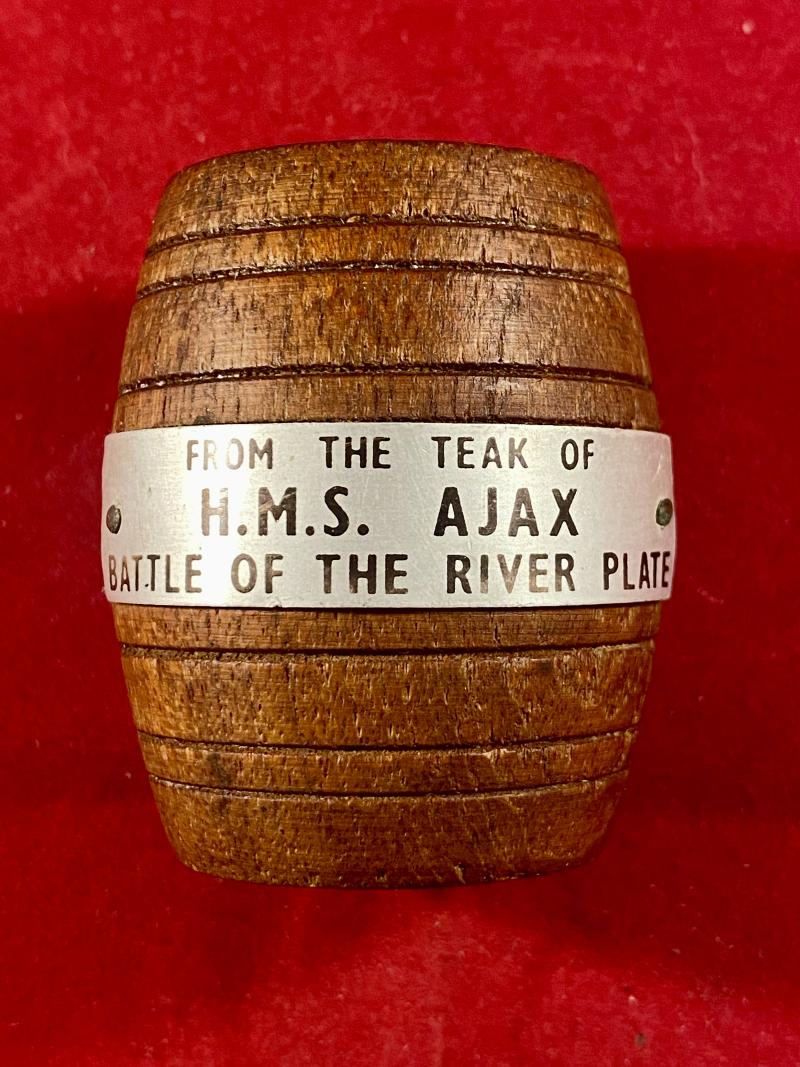 FROM THE TEAK OF
H.M.S. AJAX
BATTLE OF THE RIVER PLATE